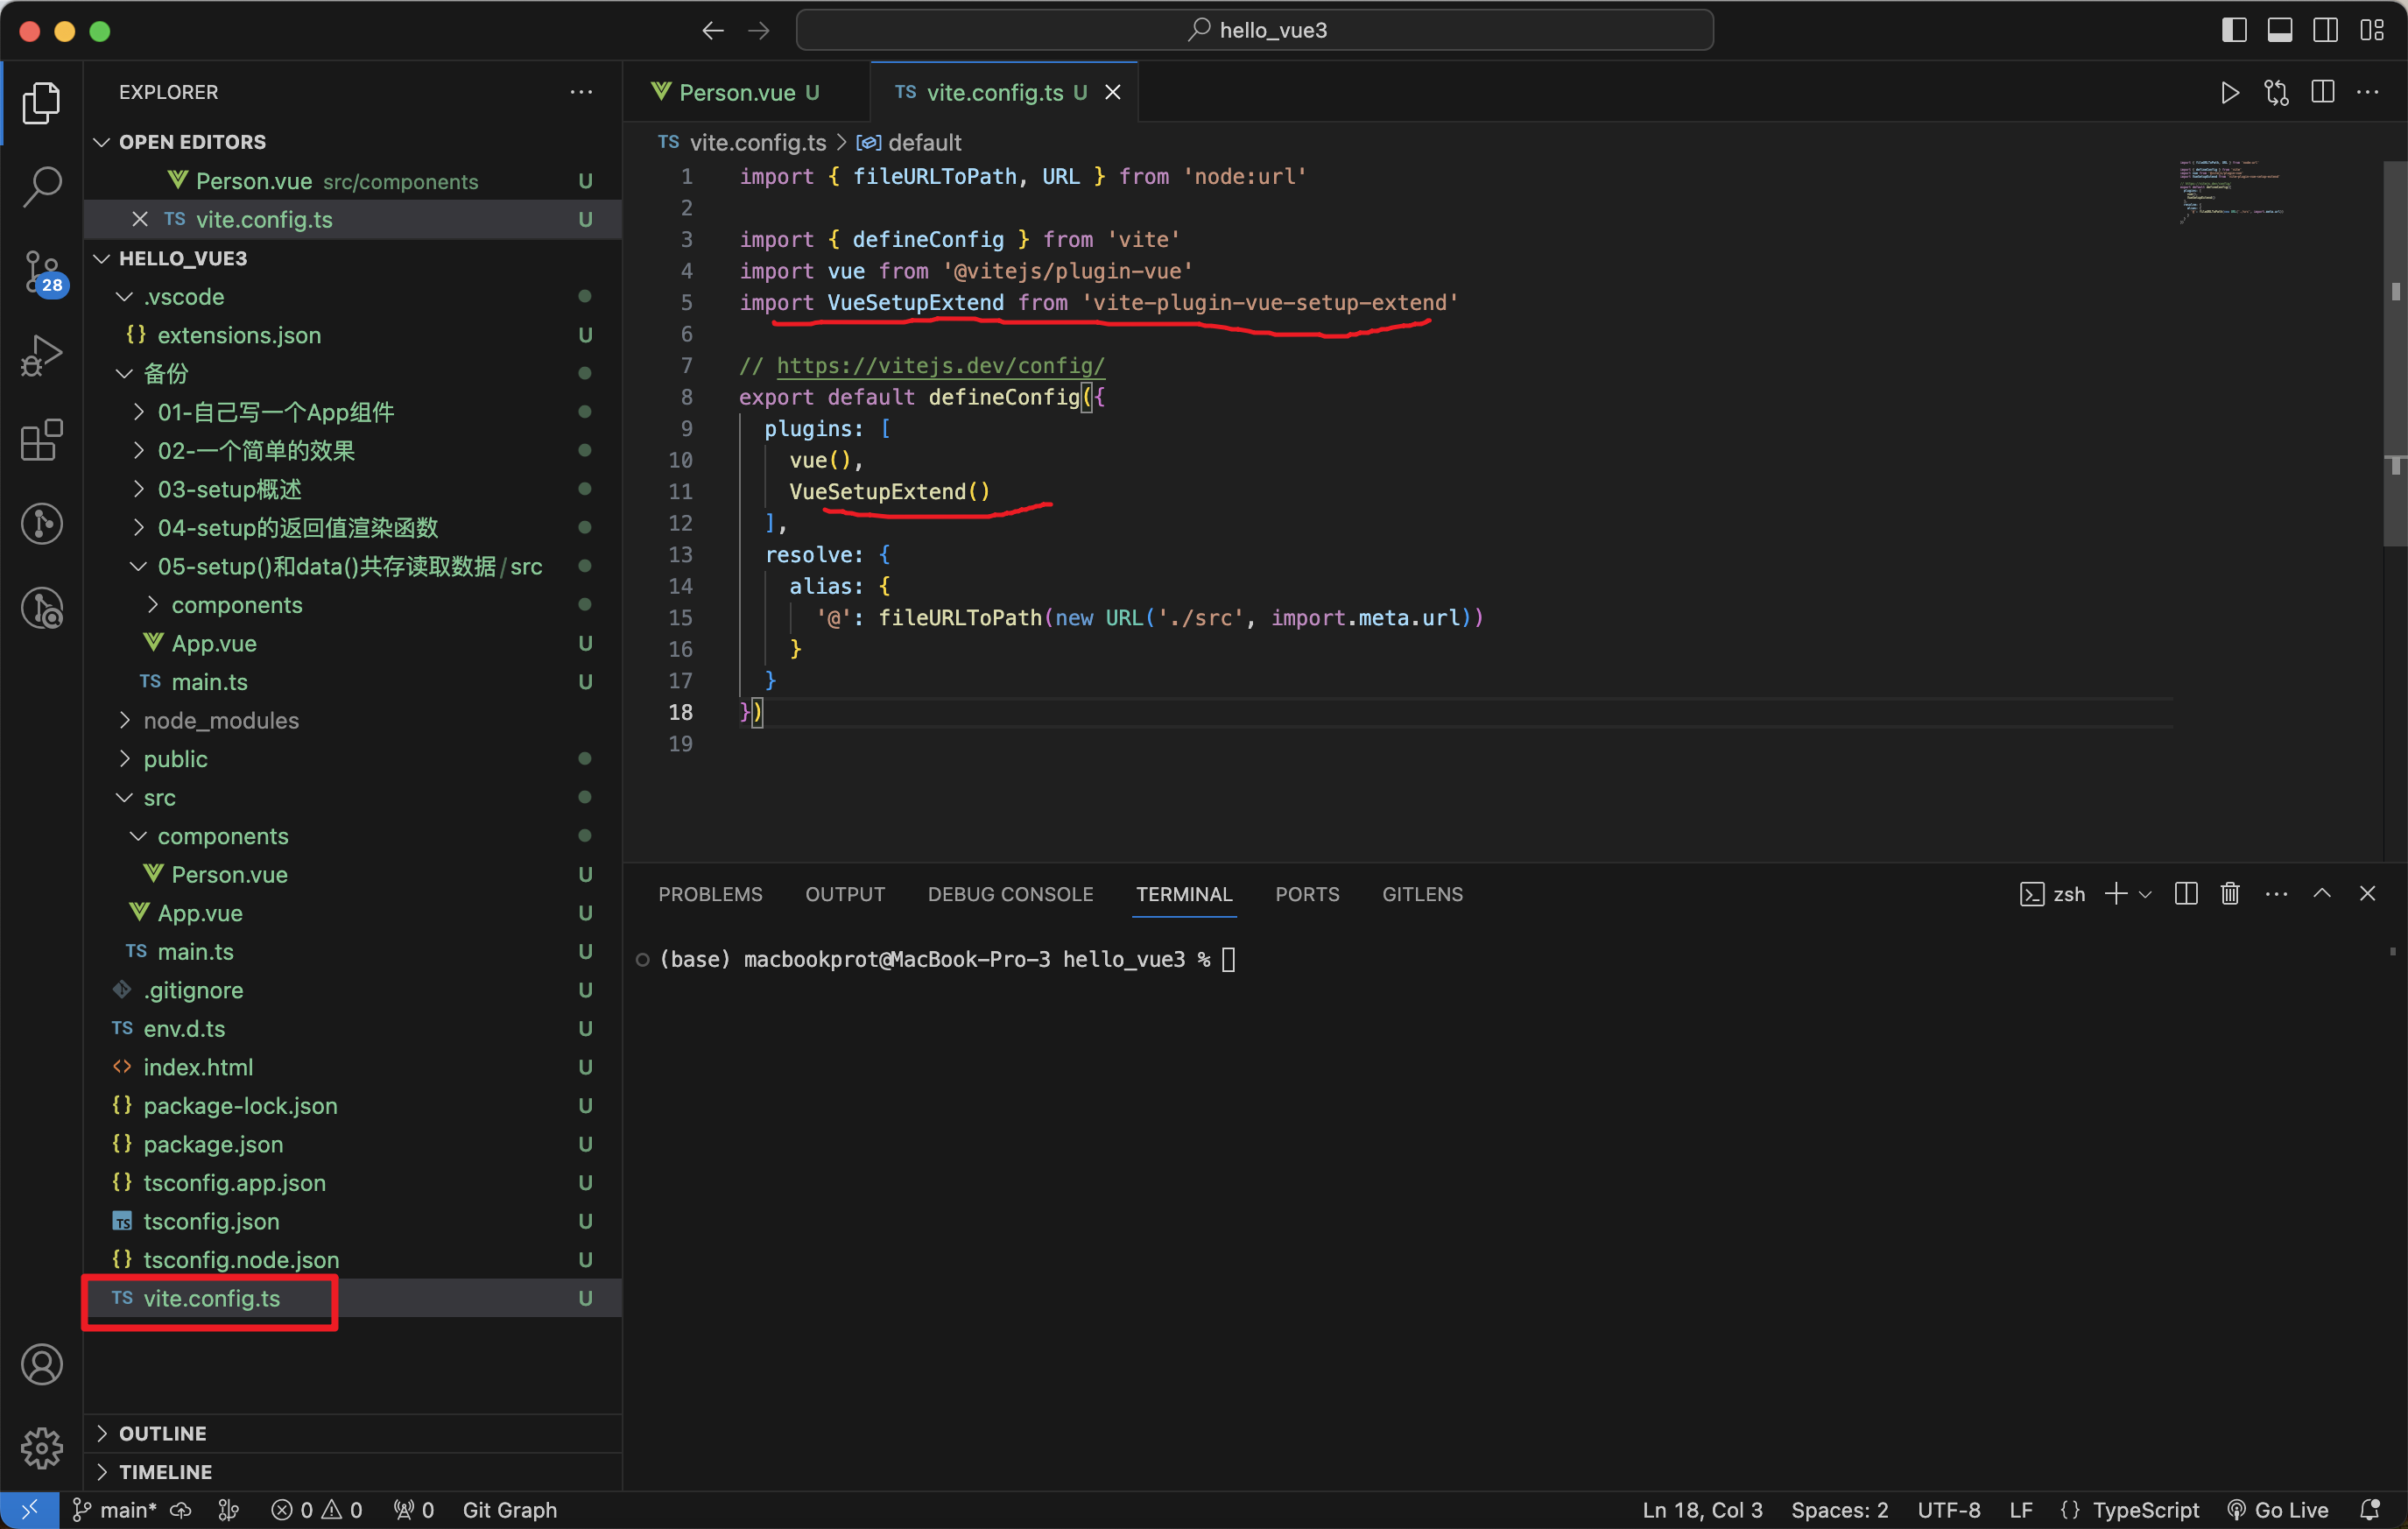 hello_vue3
EXPLORER
OPEN EDITORS
Person.vue src/components U
TS vite.config.ts U
HELLO_VUE3
.vscode
{} extensions.json U
备份
01-自己写一个App组件
02-一个简单的效果
03-setup概述
04-setup的返回值渲染函数
05-setup()和data()共存读取数据/src
components
App.vue U
TS main.ts U
node_modules
public
src
components
Person.vue U
App.vue U
TS main.ts U
.gitignore U
TS env.d.ts U
<> index.html U
{} package-lock.json U
{} package.json U
{} tsconfig.app.json U
TS tsconfig.json U
{} tsconfig.node.json U
TS vite.config.ts U
OUTLINE
TIMELINE
28
Person.vue U
TS vite.config.ts U
TS vite.config.ts > default
1 import { fileURLToPath, URL } from 'node:url'
2
3 import { defineConfig } from 'vite'
4 import vue from '@vitejs/plugin-vue'
5 import VueSetupExtend from 'vite-plugin-vue-setup-extend'
6
7 // https://vitejs.dev/config/
8 export default defineConfig({
9 plugins: [
10 vue(),
11 VueSetupExtend()
12 ],
13 resolve: {
14 alias: {
15 '@': fileURLToPath(new URL('./src', import.meta.url))
16 }
17 }
18 })
19
PROBLEMS OUTPUT DEBUG CONSOLE TERMINAL PORTS GITLENS
zsh
(base) macbookprot@MacBook-Pro-3 hello_vue3 %
main* 0 0 0 Git Graph
Ln 18, Col 3 Spaces: 2 UTF-8 LF {} TypeScript Go Live